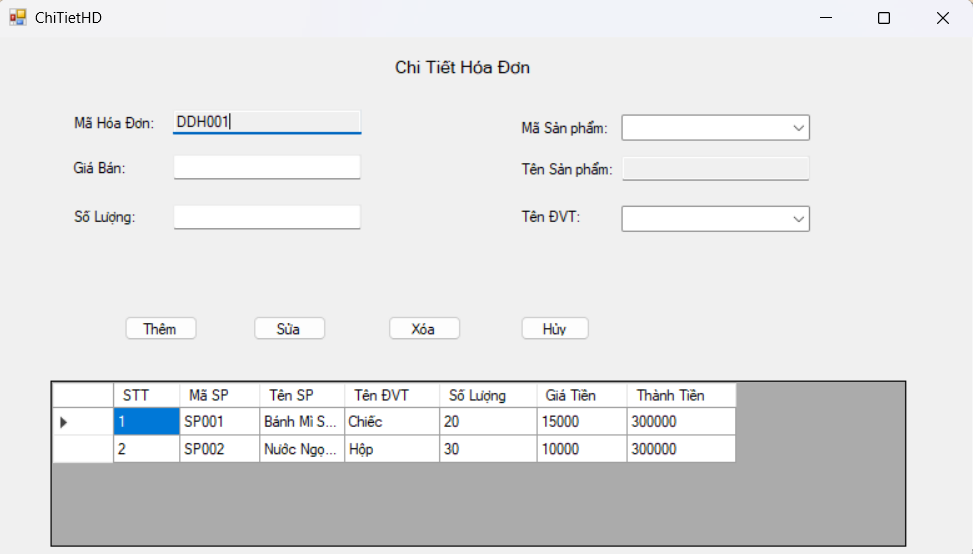 ChiTietHD
Chi Tiết Hóa Đơn
Mã Hóa Đơn: DDH001 Mã Sản phẩm:
Giá Bán: Tên Sản phẩm:
Số Lượng: Tên ĐVT:
Thêm Sửa Xóa Hủy
STT Mã SP Tên SP Tên ĐVT Số Lượng Giá Tiền Thành Tiền
1 SP001 Bánh Mì S... Chiếc 20 15000 300000
2 SP002 Nước Ngọ... Hộp 30 10000 300000